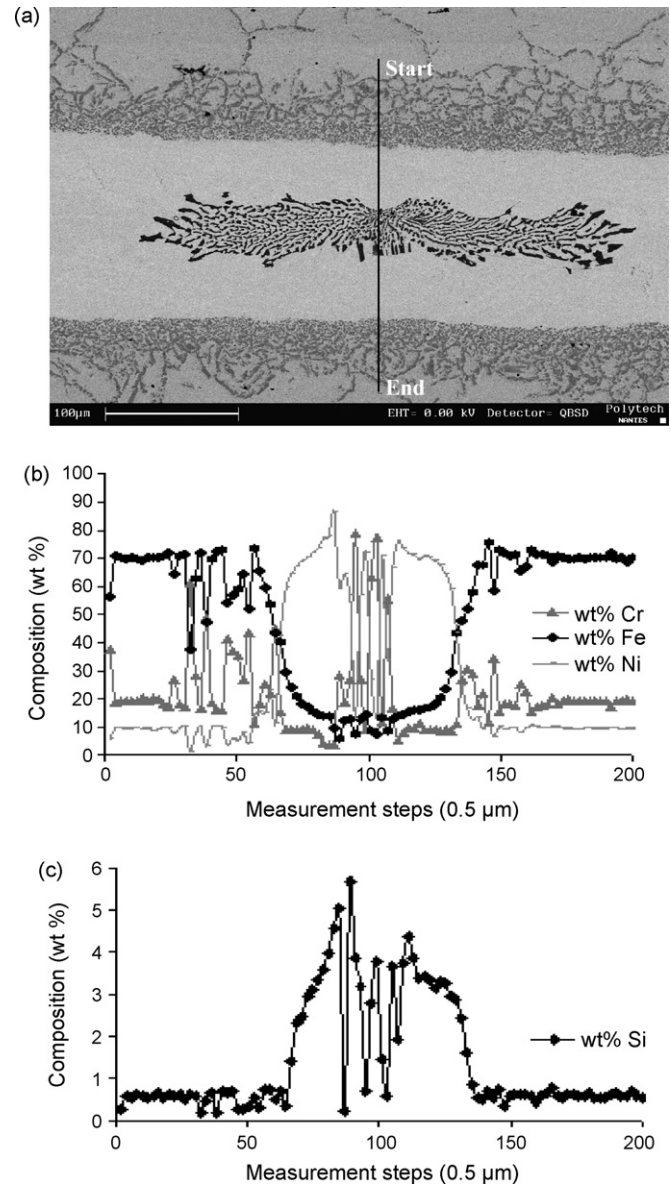 (a)
Start
End
100µm
EHT= 0.00 kV Detector= QBSD
Polytech
NANTES
(b)
100
90
80
70
60
50
40
30
20
10
0
Composition (wt %)
wt% Cr
wt% Fe
wt% Ni
0 50 100 150 200
Measurement steps (0.5 µm)
(c)
6
5
4
3
2
1
0
Composition (wt %)
wt% Si
0 50 100 150 200
Measurement steps (0.5 µm)